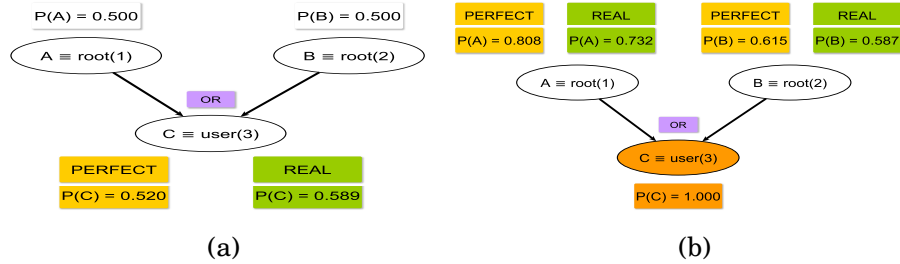 P(A) = 0.500
P(B) = 0.500
A ≡ root(1)
B ≡ root(2)
OR
C ≡ user(3)
PERFECT
REAL
P(C) = 0.520
P(C) = 0.589
(a)
PERFECT
REAL
PERFECT
REAL
P(A) = 0.808
P(A) = 0.732
P(B) = 0.615
P(B) = 0.587
A ≡ root(1)
B ≡ root(2)
OR
C ≡ user(3)
P(C) = 1.000
(b)